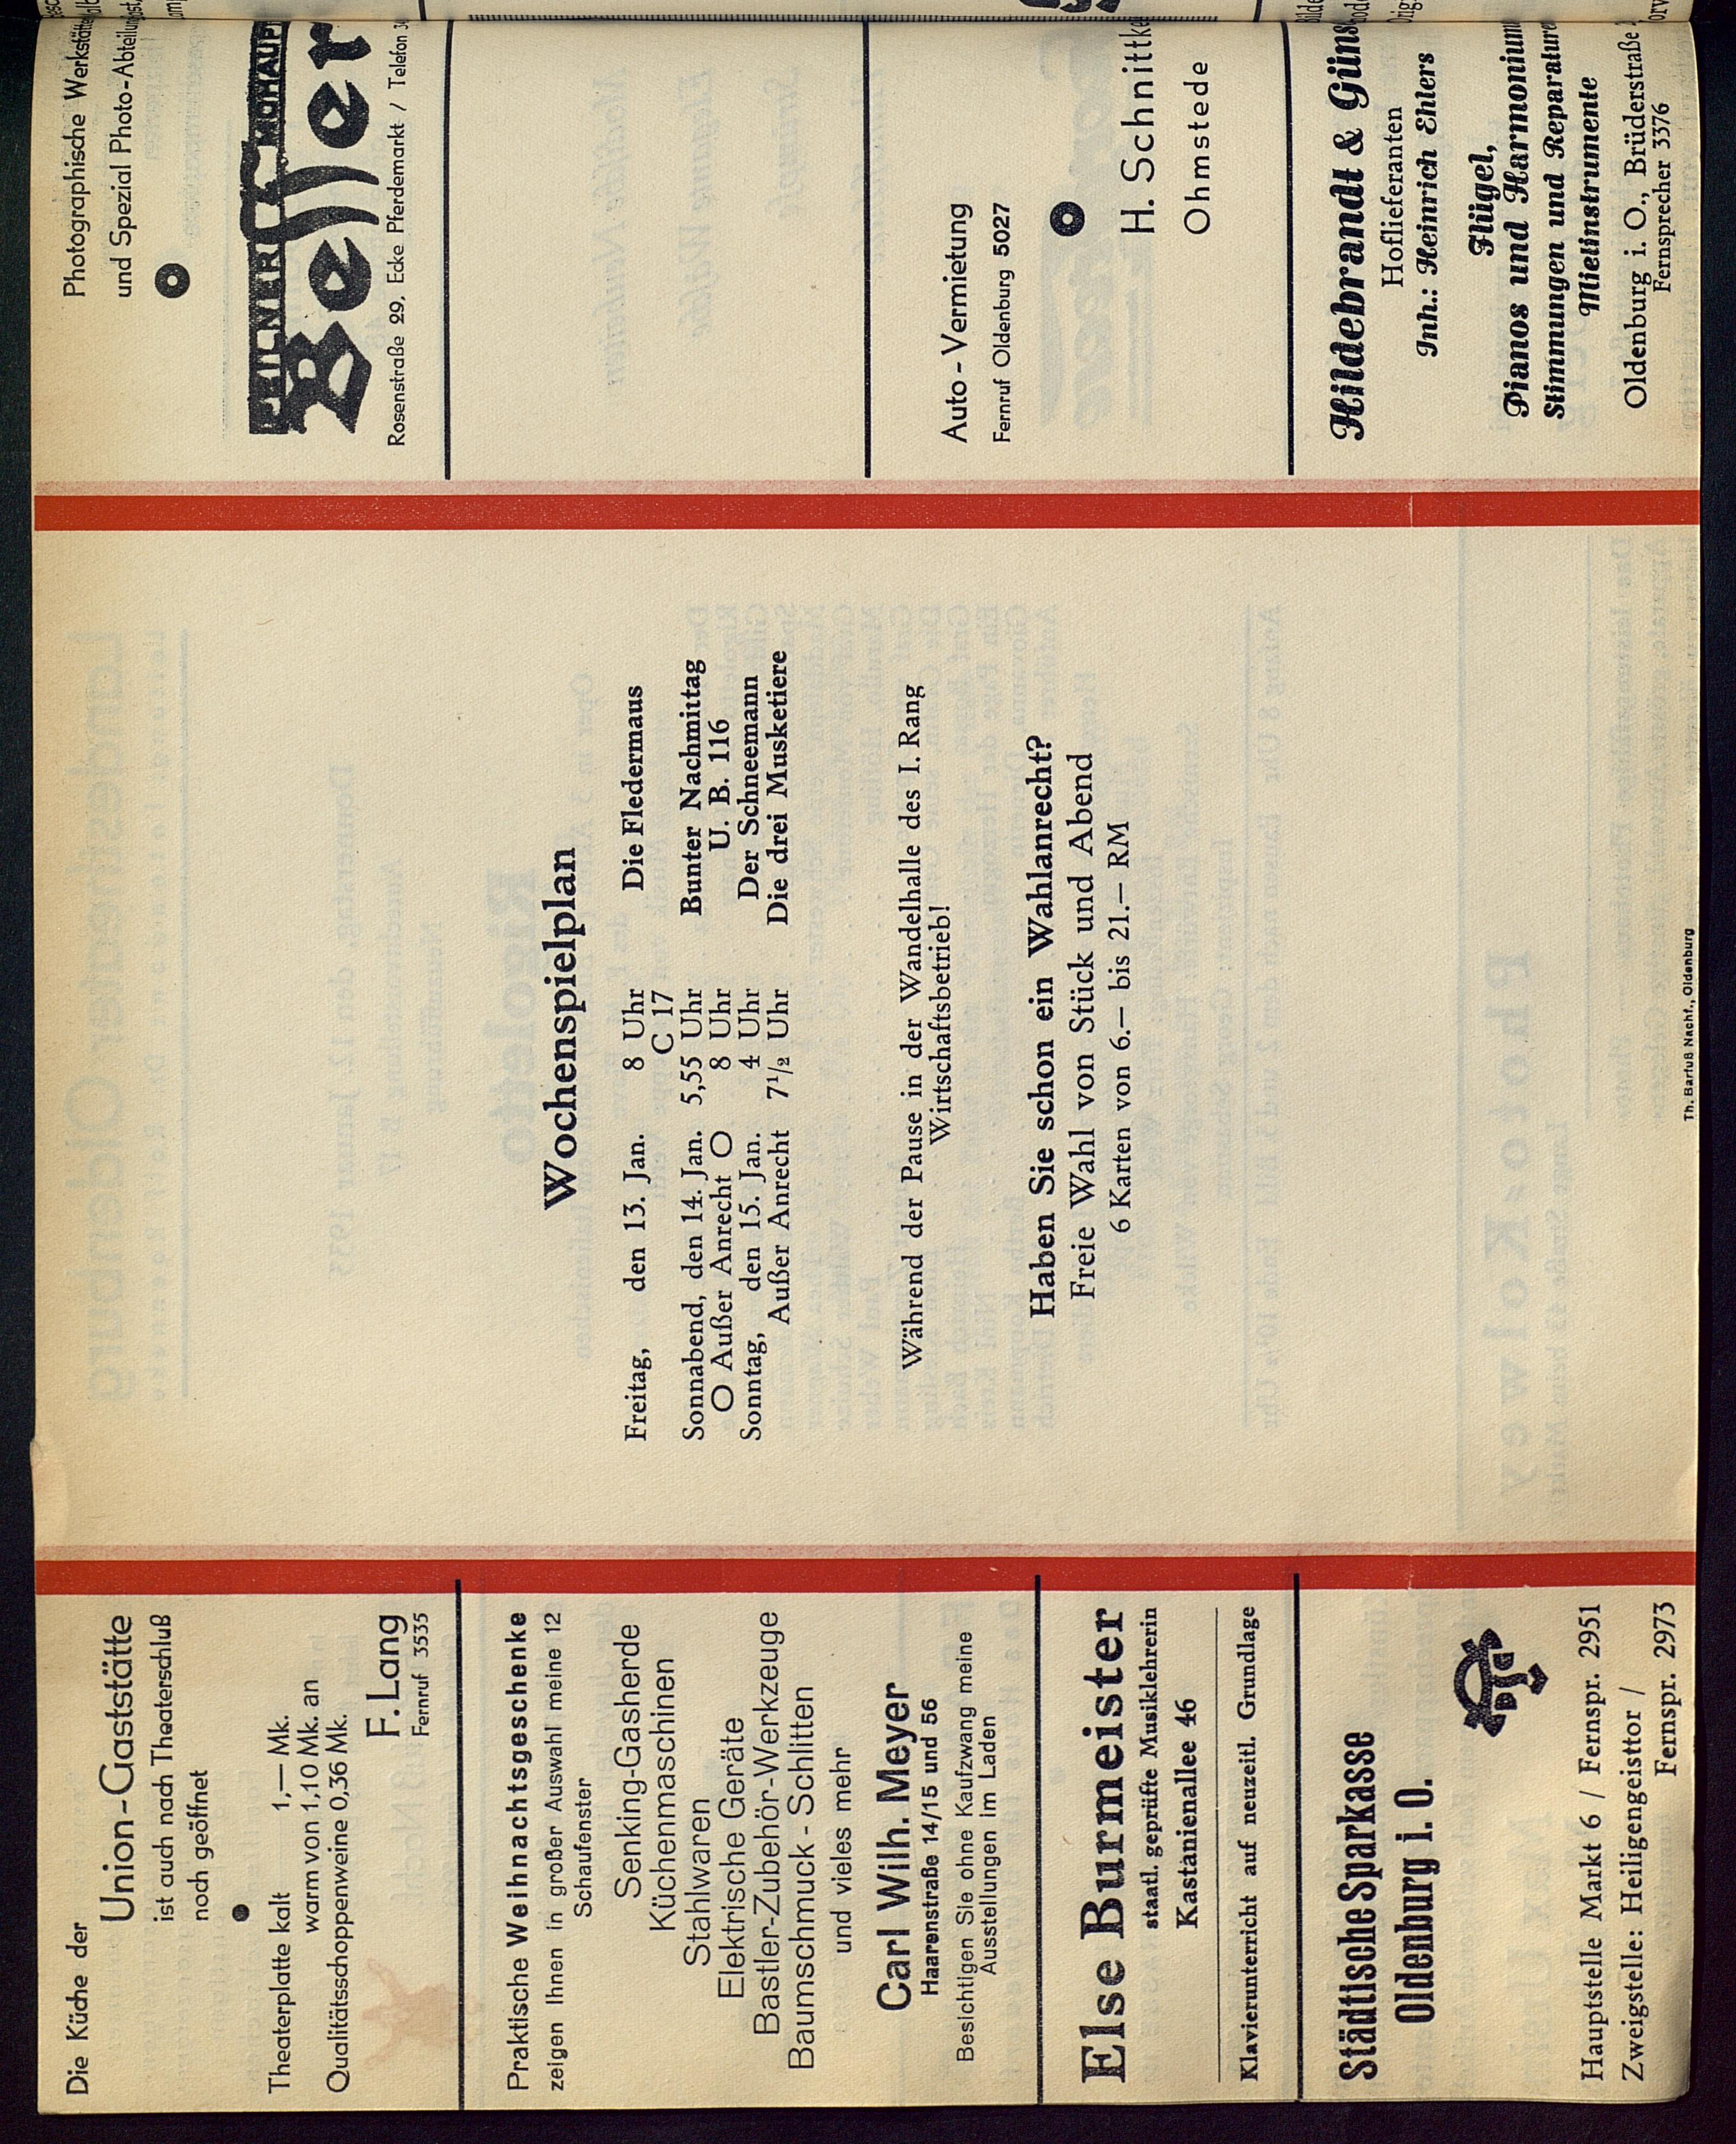 Die Küche der
Union-Gaststätte
ist auch nach Theaterschluß
noch geöffnet
Theaterplatte kalt 1,— Mk.
warm von 1,10 Mk. an
Qualitätsschoppenweine 0,36 Mk.
F. Lang
Fernruf 3535
Praktische Weihnachtsgeschenke
zeigen Ihnen in großer Auswahl meine 12
Schaufenster
Senking-Gasherde
Küchenmaschinen
Stahlwaren
Elektrische Geräte
Bastler-Zubehör-Werkzeuge
Baumschmuck - Schlitten
und vieles mehr
Carl Wilh. Meyer
Haarenstraße 14/15 und 56
Besichtigen Sie ohne Kaufzwang meine
Ausstellungen im Laden
Else Burmeister
staatl. geprüfte Musiklehrerin
Kastanienallee 46
Klavierunterricht auf neuzeitl. Grundlage
Städtische Sparkasse
Oldenburg i. O.
Hauptstelle Markt 6 / Fernspr. 2951
Zweigstelle: Heiligengeisttor /
Fernspr. 2973
Wochenspielplan
Freitag, den 13. Jan. 8 Uhr Die Fledermaus
C 17
Sonnabend, den 14. Jan. 5,55 Uhr Bunter Nachmittag
○ Außer Anrecht ○ 8 Uhr U. B. 116
Sonntag, den 15. Jan. 4 Uhr Der Schneemann
Außer Anrecht 7½ Uhr Die drei Musketiere
Während der Pause in der Wandelhalle des I. Rang
Wirtschaftsbetrieb!
Haben Sie schon ein Wahlanrecht?
Freie Wahl von Stück und Abend
6 Karten von 6.— bis 21.— RM
Th. Barfuß Nachf., Oldenburg
Photographische Werkstätte
und Spezial Photo-Abteilung
Rosenstraße 29, Ecke Pferdemarkt / Telefon
Auto - Vermietung
Fernruf Oldenburg 5027
H. Schnittke
Ohmstede
Hildebrandt & Güns
Hoflieferanten
Inh.: Heinrich Ehlers
Flügel,
Pianos und Harmonium
Stimmungen und Reparature
Mietinstrumente
Oldenburg i. O., Brüderstraße
Fernsprecher 3376